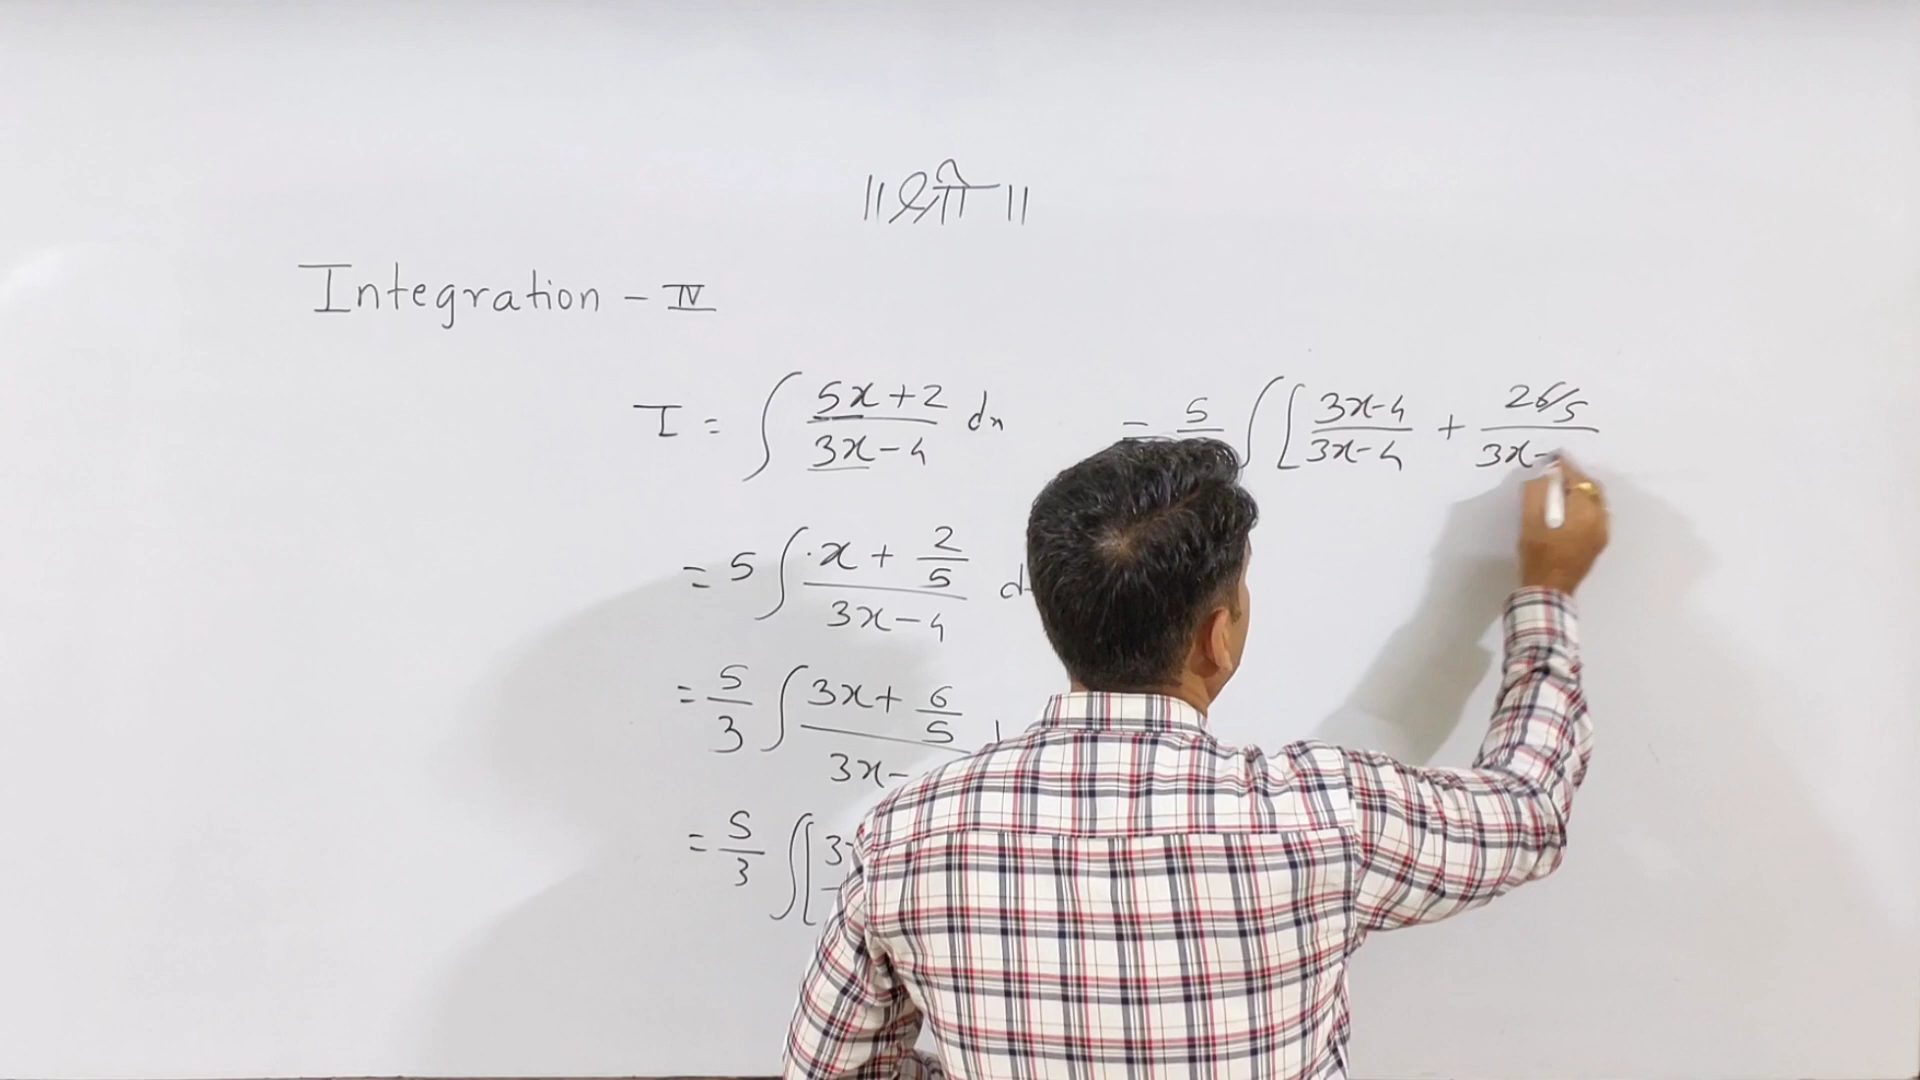 ॥ श्री ॥
Integration - IV
I = ∫ (5x+2)/(3x-4) dx
= 5 ∫ (x + 2/5)/(3x-4) d
= 5/3 ∫ (3x + 6/5)/(3x-
= 5/3 ∫ [ 3
= 5/ ∫ [ (3x-4)/(3x-4) + (26/5)/(3x-